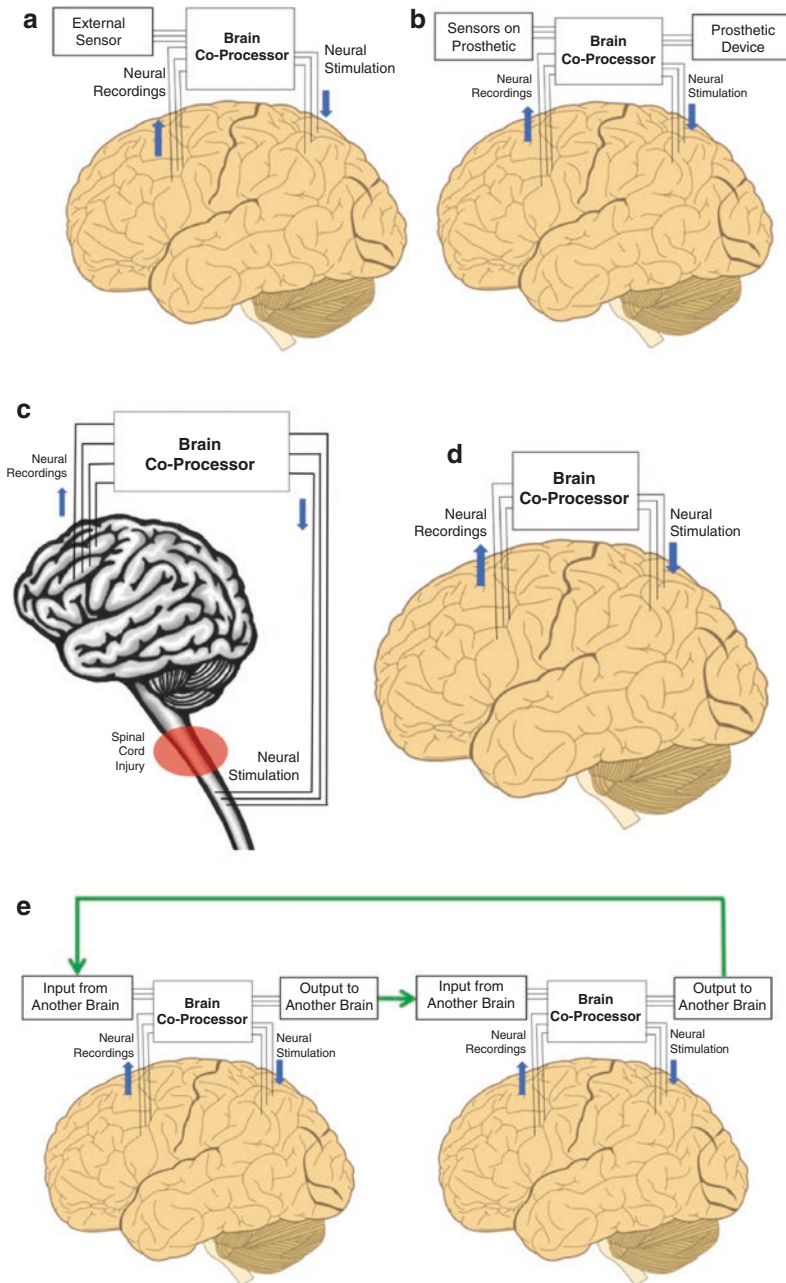 a
External
Sensor
Brain
Co-Processor
Neural
Recordings
Neural
Stimulation
b
Sensors on
Prosthetic
Brain
Co-Processor
Prosthetic
Device
Neural
Recordings
Neural
Stimulation
c
Brain
Co-Processor
Neural
Recordings
Spinal
Cord
Injury
Neural
Stimulation
d
Brain
Co-Processor
Neural
Recordings
Neural
Stimulation
e
Input from
Another Brain
Brain
Co-Processor
Output to
Another Brain
Neural
Recordings
Neural
Stimulation
Input from
Another Brain
Brain
Co-Processor
Output to
Another Brain
Neural
Recordings
Neural
Stimulation